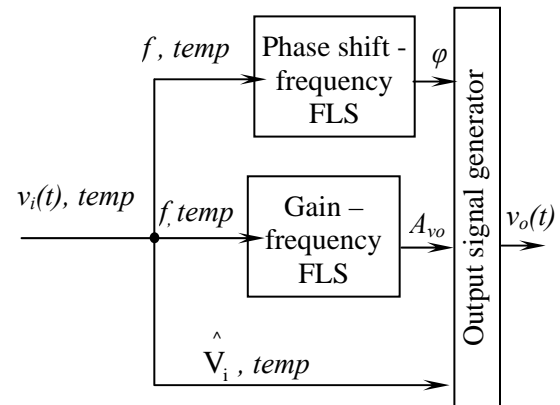 f , temp
Phase shift -
frequency
FLS
φ
v_i(t), temp
f, temp
Gain –
frequency
FLS
A_vo
Output signal generator
v_o(t)
V̂_i , temp